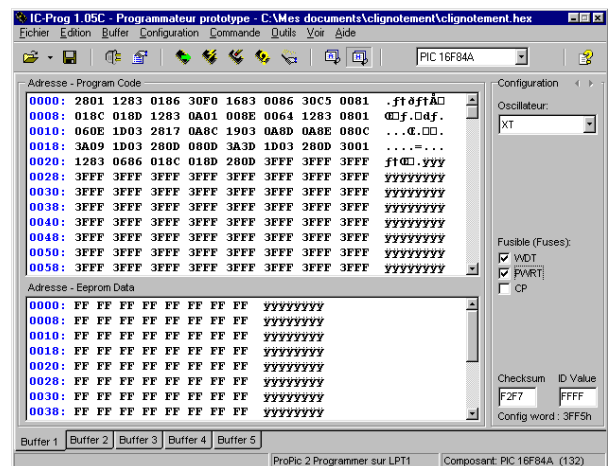 IC-Prog 1.05C - Programmateur prototype - C:\Mes documents\clignotement\clignotement.hex
Fichier Edition Buffer Configuration Commande Outils Voir Aide
PIC 16F84A
Adresse - Program Code
0000: 2801 1283 0186 30F0 1683 0086 30C5 0081 .ƒ†ðƒ†Å□
0008: 018C 018D 1283 0A01 008E 0064 1283 0801 Œ□ƒ.□dƒ.
0010: 060E 1D03 2817 0A8C 1903 0A8D 0A8E 080C ...Œ.□□.
0018: 3A09 1D03 280D 080D 3A3D 1D03 280D 3001 ....=...
0020: 1283 0686 018C 018D 280D 3FFF 3FFF 3FFF ƒ†Œ□.ÿÿÿ
0028: 3FFF 3FFF 3FFF 3FFF 3FFF 3FFF 3FFF 3FFF ÿÿÿÿÿÿÿÿ
0030: 3FFF 3FFF 3FFF 3FFF 3FFF 3FFF 3FFF 3FFF ÿÿÿÿÿÿÿÿ
0038: 3FFF 3FFF 3FFF 3FFF 3FFF 3FFF 3FFF 3FFF ÿÿÿÿÿÿÿÿ
0040: 3FFF 3FFF 3FFF 3FFF 3FFF 3FFF 3FFF 3FFF ÿÿÿÿÿÿÿÿ
0048: 3FFF 3FFF 3FFF 3FFF 3FFF 3FFF 3FFF 3FFF ÿÿÿÿÿÿÿÿ
0050: 3FFF 3FFF 3FFF 3FFF 3FFF 3FFF 3FFF 3FFF ÿÿÿÿÿÿÿÿ
0058: 3FFF 3FFF 3FFF 3FFF 3FFF 3FFF 3FFF 3FFF ÿÿÿÿÿÿÿÿ
Adresse - Eeprom Data
0000: FF FF FF FF FF FF FF FF ÿÿÿÿÿÿÿÿ
0008: FF FF FF FF FF FF FF FF ÿÿÿÿÿÿÿÿ
0010: FF FF FF FF FF FF FF FF ÿÿÿÿÿÿÿÿ
0018: FF FF FF FF FF FF FF FF ÿÿÿÿÿÿÿÿ
0020: FF FF FF FF FF FF FF FF ÿÿÿÿÿÿÿÿ
0028: FF FF FF FF FF FF FF FF ÿÿÿÿÿÿÿÿ
0030: FF FF FF FF FF FF FF FF ÿÿÿÿÿÿÿÿ
0038: FF FF FF FF FF FF FF FF ÿÿÿÿÿÿÿÿ
Configuration
Oscillateur:
XT
Fusible (Fuses):
WDT
PWRT
CP
Checksum ID Value
F2F7 FFFF
Config word : 3FF5h
Buffer 1 Buffer 2 Buffer 3 Buffer 4 Buffer 5
ProPic 2 Programmer sur LPT1 Composant: PIC 16F84A (132)